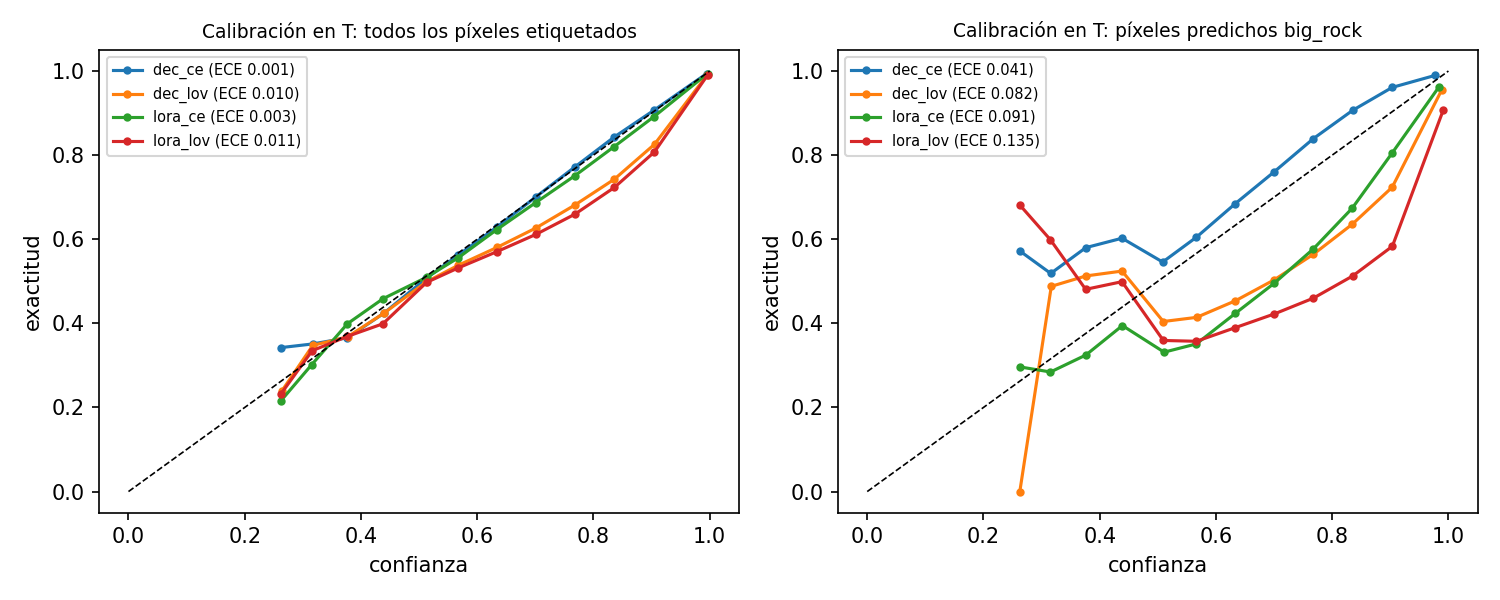 Calibración en T: todos los píxeles etiquetados
dec_ce (ECE 0.001)
dec_lov (ECE 0.010)
lora_ce (ECE 0.003)
lora_lov (ECE 0.011)
1.0
0.8
0.6
0.4
0.2
0.0
exactitud
0.0 0.2 0.4 0.6 0.8 1.0
confianza
Calibración en T: píxeles predichos big_rock
dec_ce (ECE 0.041)
dec_lov (ECE 0.082)
lora_ce (ECE 0.091)
lora_lov (ECE 0.135)
1.0
0.8
0.6
0.4
0.2
0.0
exactitud
0.0 0.2 0.4 0.6 0.8 1.0
confianza